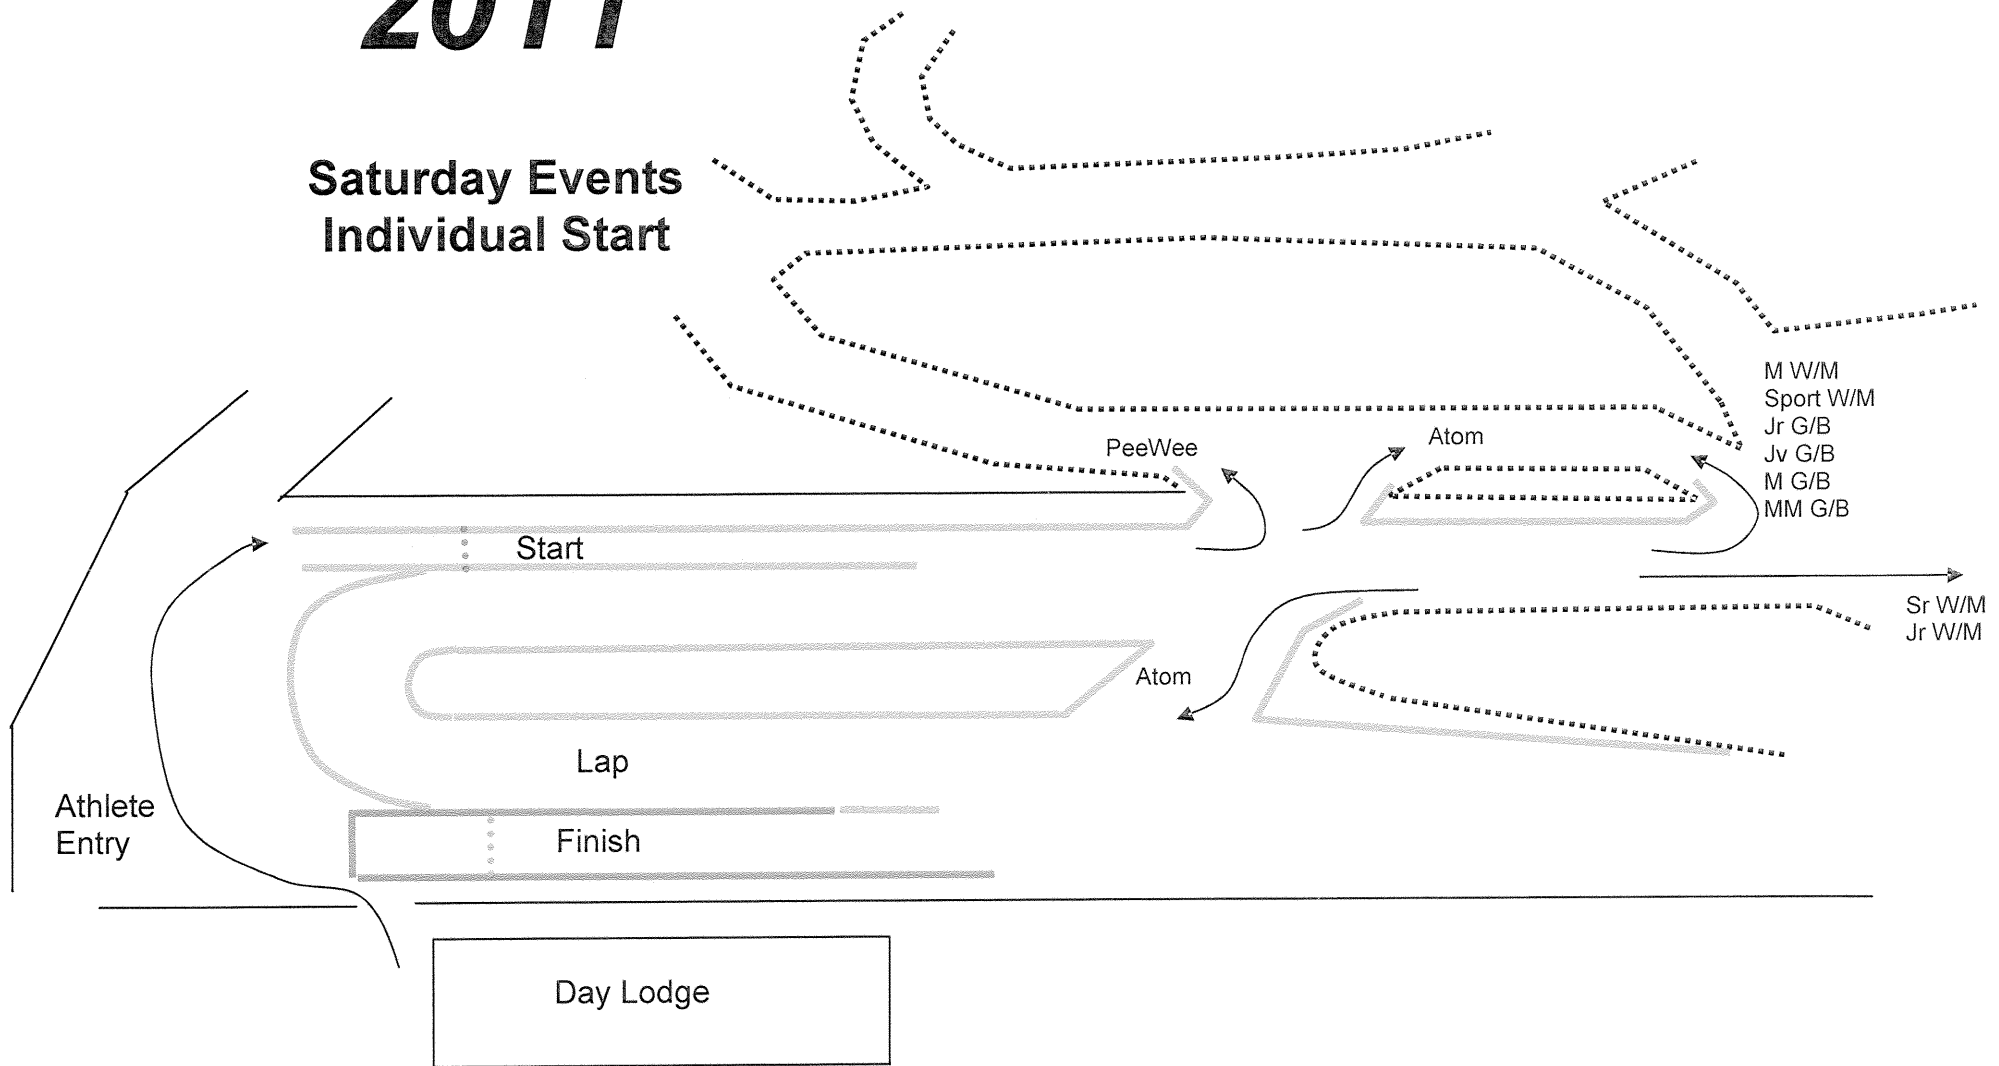 2011
Saturday Events
Individual Start
M W/M
Sport W/M
Jr G/B
Jv G/B
M G/B
MM G/B
PeeWee
Atom
Start
Sr W/M
Jr W/M
Atom
Lap
Athlete
Entry
Finish
Day Lodge